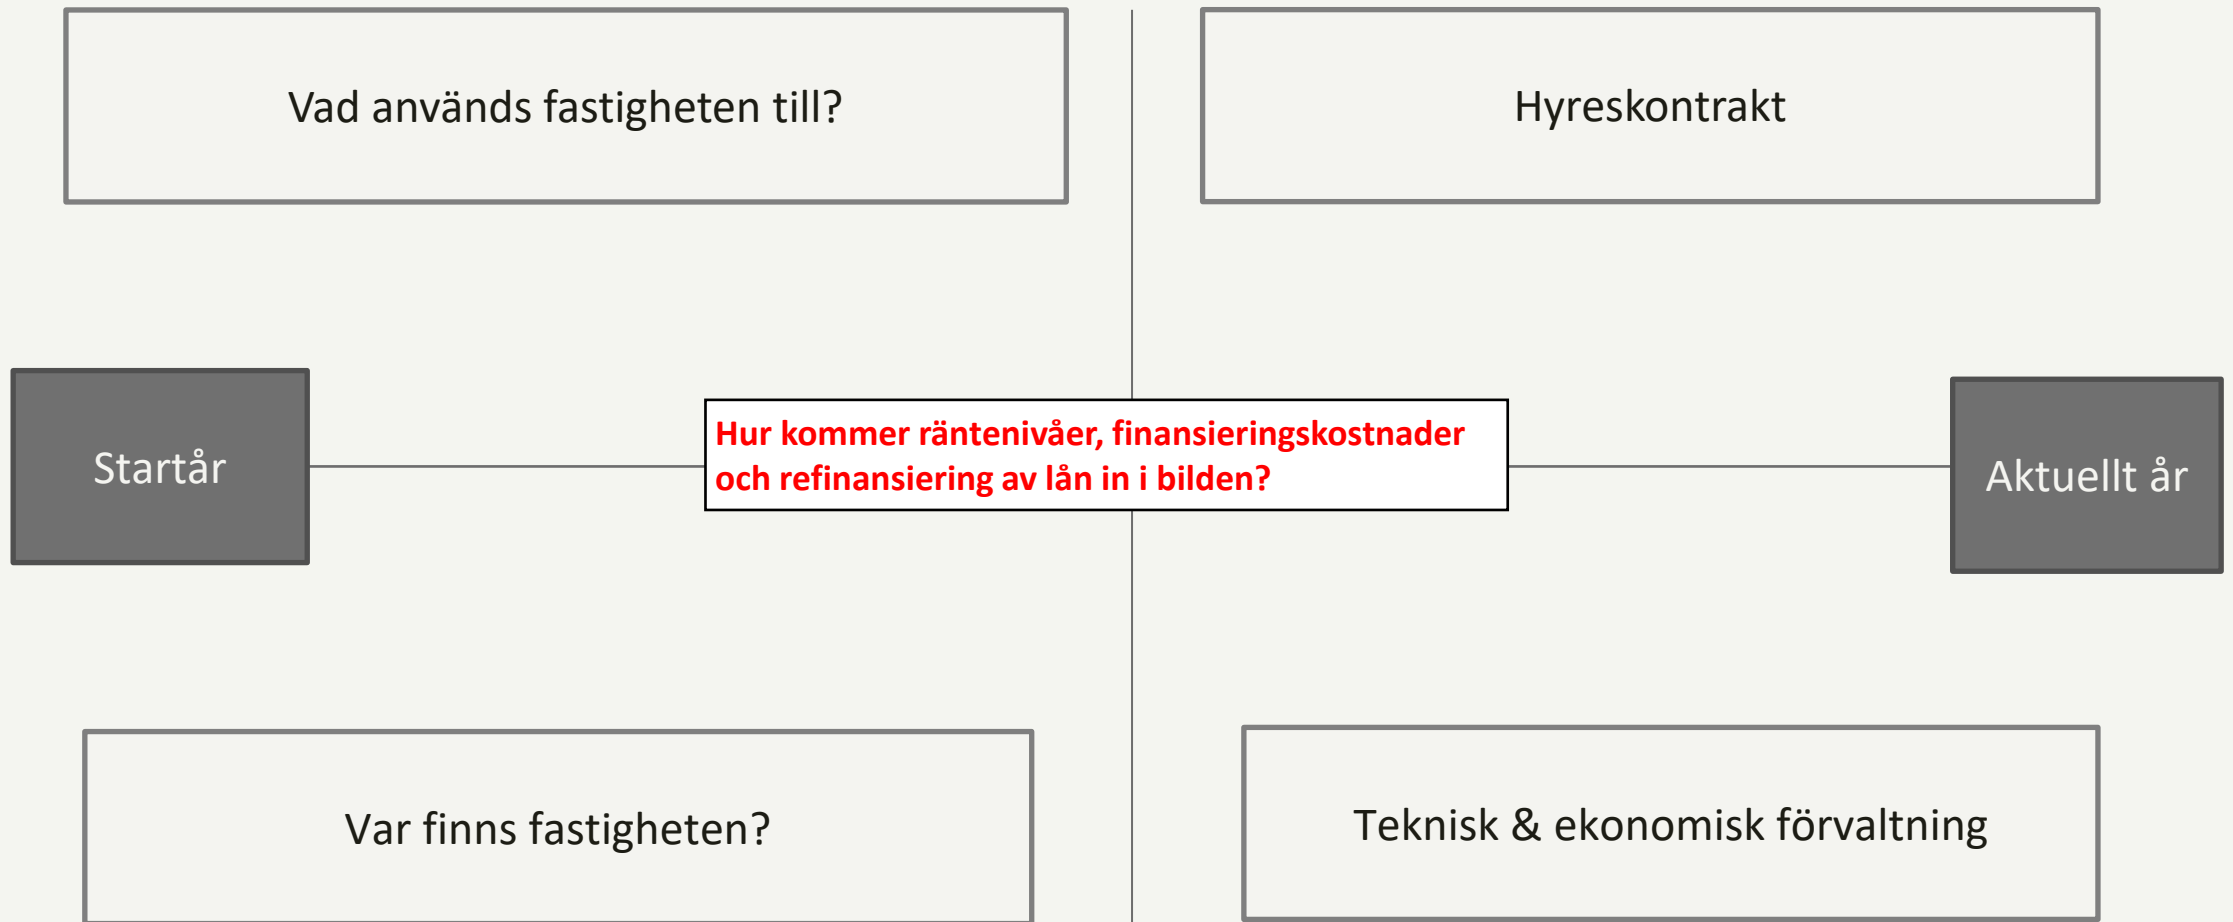 Vad används fastigheten till?
Hyreskontrakt
Startår
Hur kommer räntenivåer, finansieringskostnader
och refinansiering av lån in i bilden?
Aktuellt år
Var finns fastigheten?
Teknisk & ekonomisk förvaltning